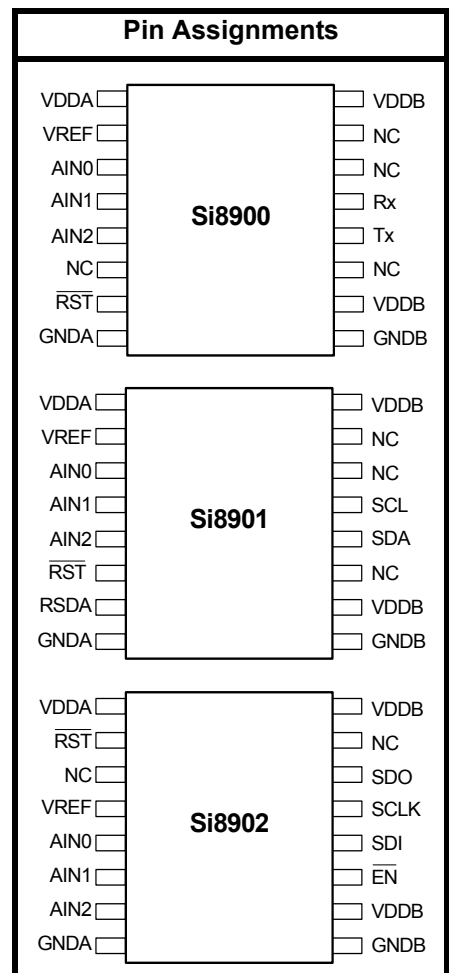 Pin Assignments
VDDA VDDB
VREF NC
AIN0 NC
AIN1 Rx
Si8900
AIN2 Tx
NC NC
RST VDDB
GNDA GNDB
VDDA VDDB
VREF NC
AIN0 NC
AIN1 SCL
Si8901
AIN2 SDA
RST NC
RSDA VDDB
GNDA GNDB
VDDA VDDB
RST NC
NC SDO
VREF SCLK
Si8902
AIN0 SDI
AIN1 EN
AIN2 VDDB
GNDA GNDB